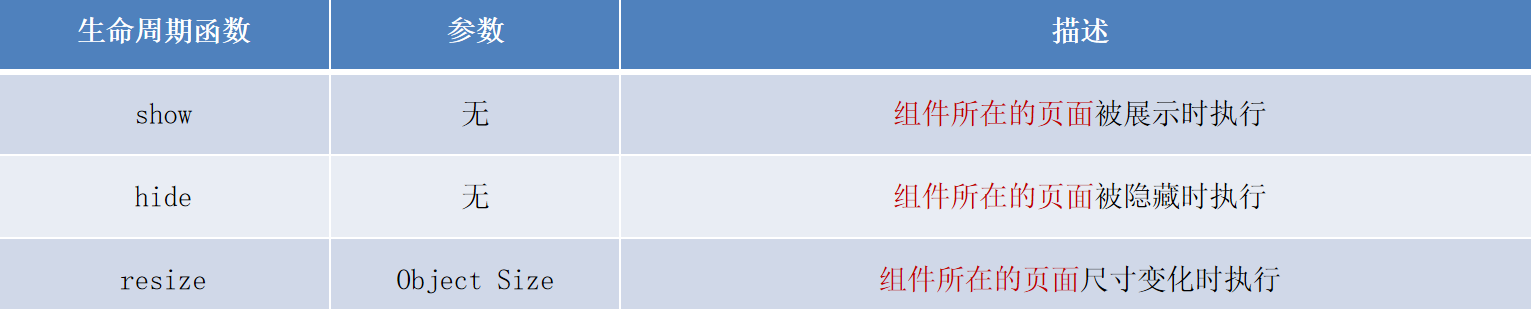 生命周期函数 参数 描述
show 无 组件所在的页面被展示时执行
hide 无 组件所在的页面被隐藏时执行
resize Object Size 组件所在的页面尺寸变化时执行